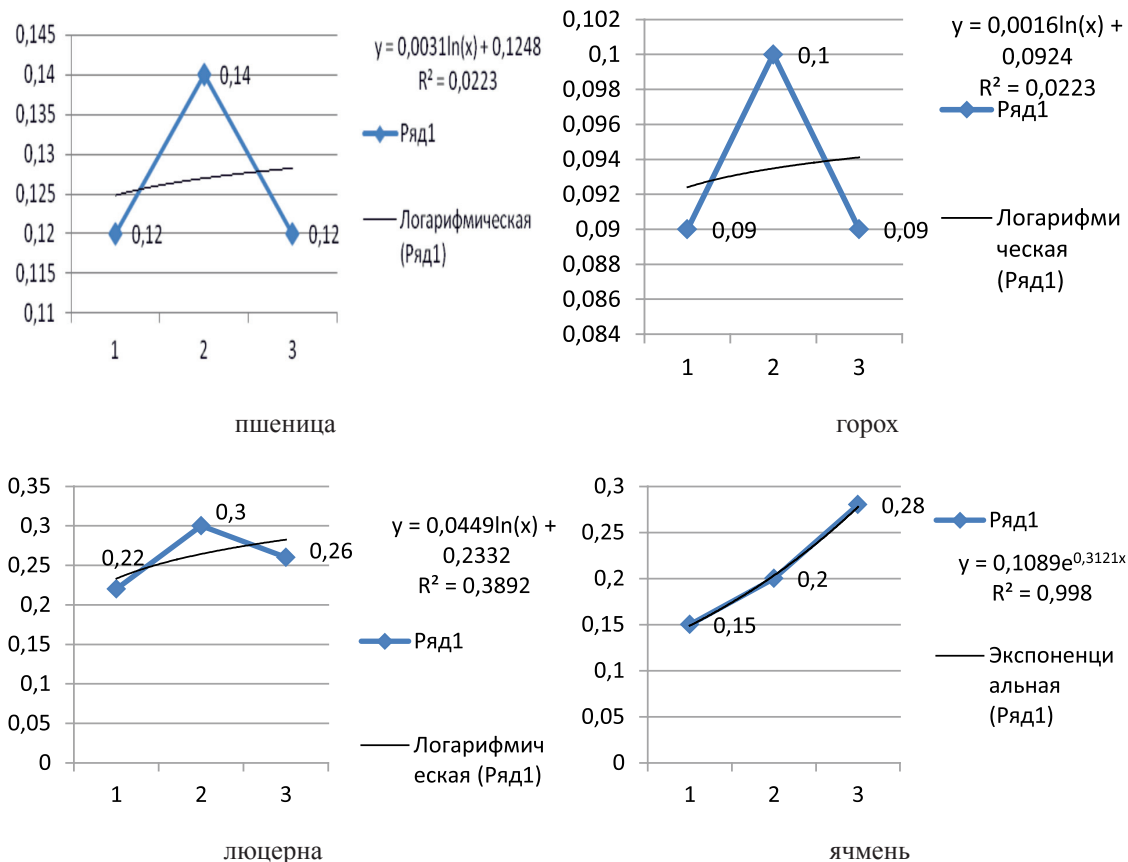 0,145
0,14
0,135
0,13
0,125
0,12
0,115
0,11
0,12
0,14
0,12
1 2 3
y = 0,0031ln(x) + 0,1248
R² = 0,0223
Ряд1
Логарифмическая
(Ряд1)
пшеница
0,102
0,1
0,098
0,096
0,094
0,092
0,09
0,088
0,086
0,084
0,09
0,1
0,09
1 2 3
y = 0,0016ln(x) +
0,0924
R² = 0,0223
Ряд1
Логарифми
ческая
(Ряд1)
горох
0,35
0,3
0,25
0,2
0,15
0,1
0,05
0
0,22
0,3
0,26
1 2 3
y = 0,0449ln(x) +
0,2332
R² = 0,3892
Ряд1
Логарифмич
еская (Ряд1)
люцерна
0,3
0,25
0,2
0,15
0,1
0,05
0
0,15
0,2
0,28
1 2 3
Ряд1
y = 0,1089e^0,3121x
R² = 0,998
Экспоненци
альная
(Ряд1)
ячмень